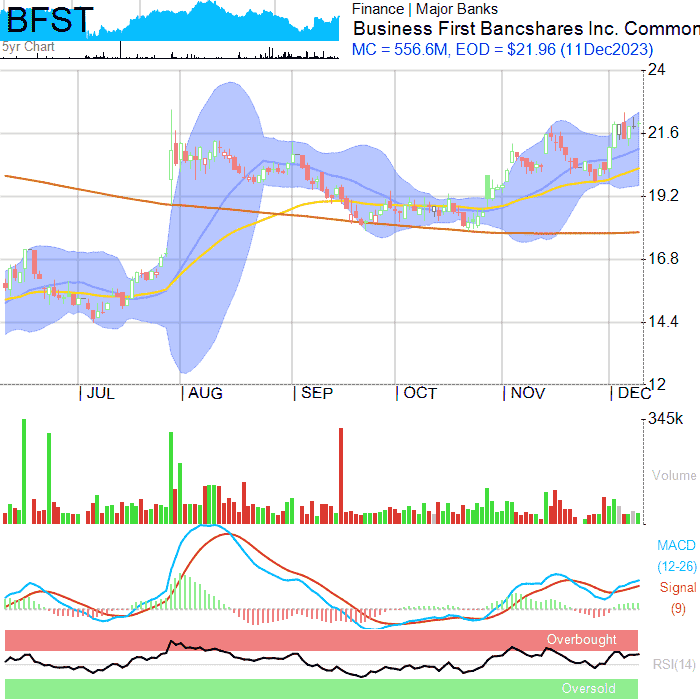 BFST
5yr Chart
Finance | Major Banks
Business First Bancshares Inc. Common
MC = 556.6M, EOD = $21.96 (11Dec2023)
24
21.6
19.2
16.8
14.4
12
| JUL | AUG | SEP | OCT | NOV | DEC
345k
Volume
MACD
(12-26)
Signal
(9)
Overbought
RSI(14)
Oversold